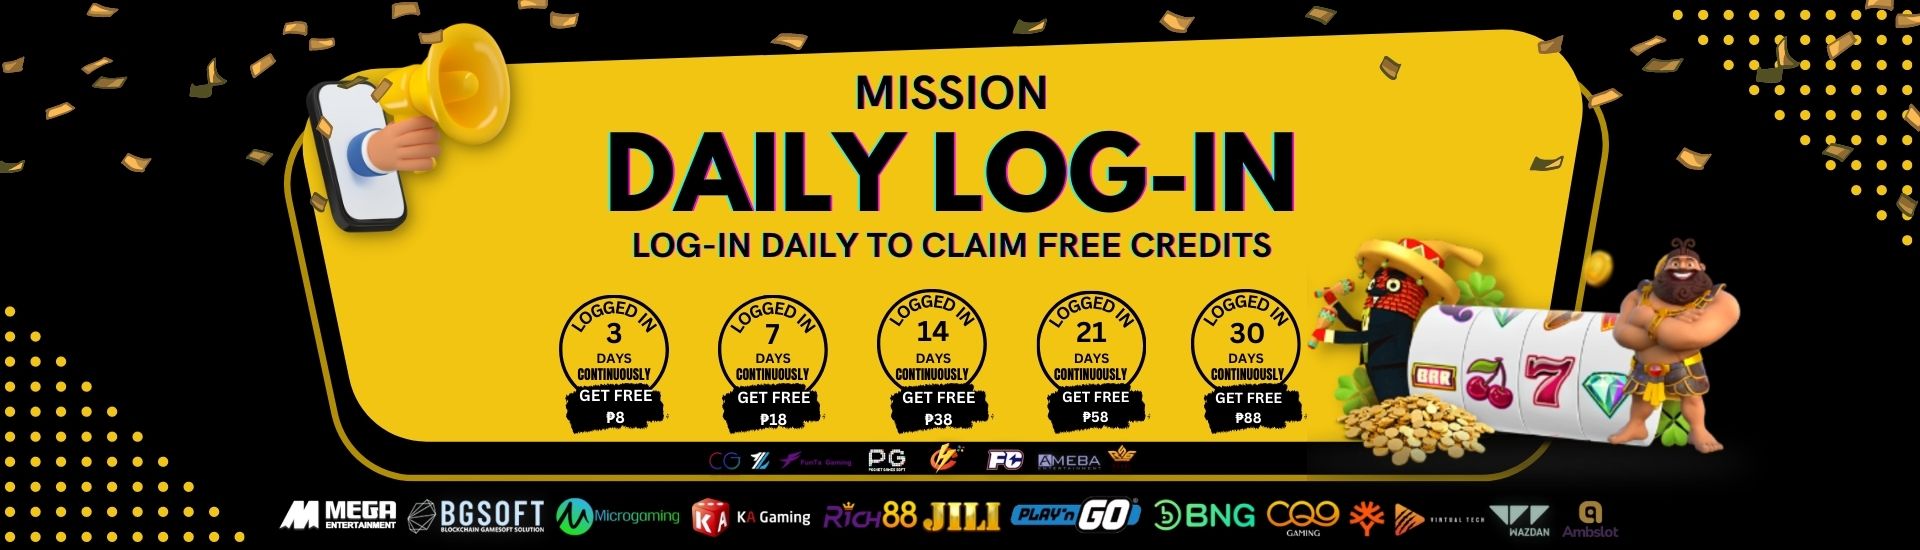 MISSION
DAILY LOG-IN
LOG-IN DAILY TO CLAIM FREE CREDITS
LOGGED IN
3
DAYS
CONTINUOUSLY
GET FREE
₱8
LOGGED IN
7
DAYS
CONTINUOUSLY
GET FREE
₱18
LOGGED IN
14
DAYS
CONTINUOUSLY
GET FREE
₱38
LOGGED IN
21
DAYS
CONTINUOUSLY
GET FREE
₱58
LOGGED IN
30
DAYS
CONTINUOUSLY
GET FREE
₱88
BAR 7
CG FunTa Gaming PG FC AMEBA
POCKET GAMES SOFT
ENTERTAINMENT
MEGA
ENTERTAINMENT
BGSOFT
BLOCKCHAIN GAMESOFT SOLUTION
Microgaming
KA KA Gaming
RiCH88
JILI
PLAY'n GO
BNG
CQ9
GAMING
VIRTUAL TECH
WAZDAN
Ambslot